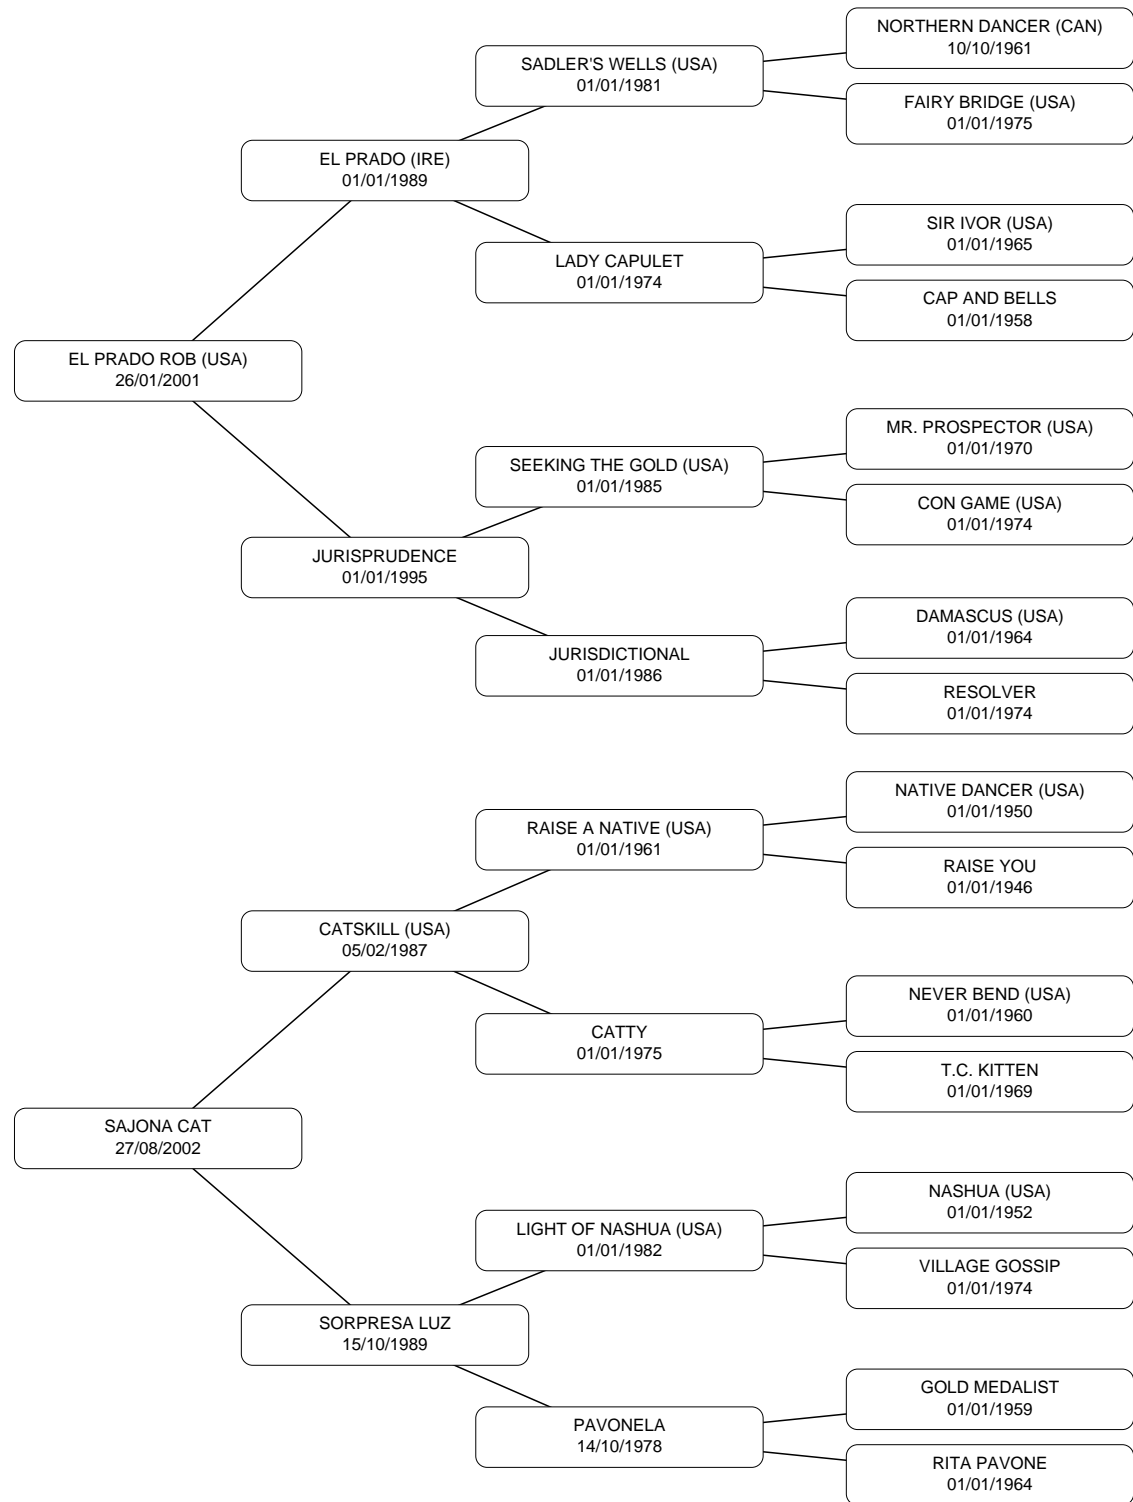 NORTHERN DANCER (CAN)
10/10/1961
SADLER'S WELLS (USA)
01/01/1981
FAIRY BRIDGE (USA)
01/01/1975
EL PRADO (IRE)
01/01/1989
SIR IVOR (USA)
01/01/1965
LADY CAPULET
01/01/1974
CAP AND BELLS
01/01/1958
EL PRADO ROB (USA)
26/01/2001
MR. PROSPECTOR (USA)
01/01/1970
SEEKING THE GOLD (USA)
01/01/1985
CON GAME (USA)
01/01/1974
JURISPRUDENCE
01/01/1995
DAMASCUS (USA)
01/01/1964
JURISDICTIONAL
01/01/1986
RESOLVER
01/01/1974
NATIVE DANCER (USA)
01/01/1950
RAISE A NATIVE (USA)
01/01/1961
RAISE YOU
01/01/1946
CATSKILL (USA)
05/02/1987
NEVER BEND (USA)
01/01/1960
CATTY
01/01/1975
T.C. KITTEN
01/01/1969
SAJONA CAT
27/08/2002
NASHUA (USA)
01/01/1952
LIGHT OF NASHUA (USA)
01/01/1982
VILLAGE GOSSIP
01/01/1974
SORPRESA LUZ
15/10/1989
GOLD MEDALIST
01/01/1959
PAVONELA
14/10/1978
RITA PAVONE
01/01/1964